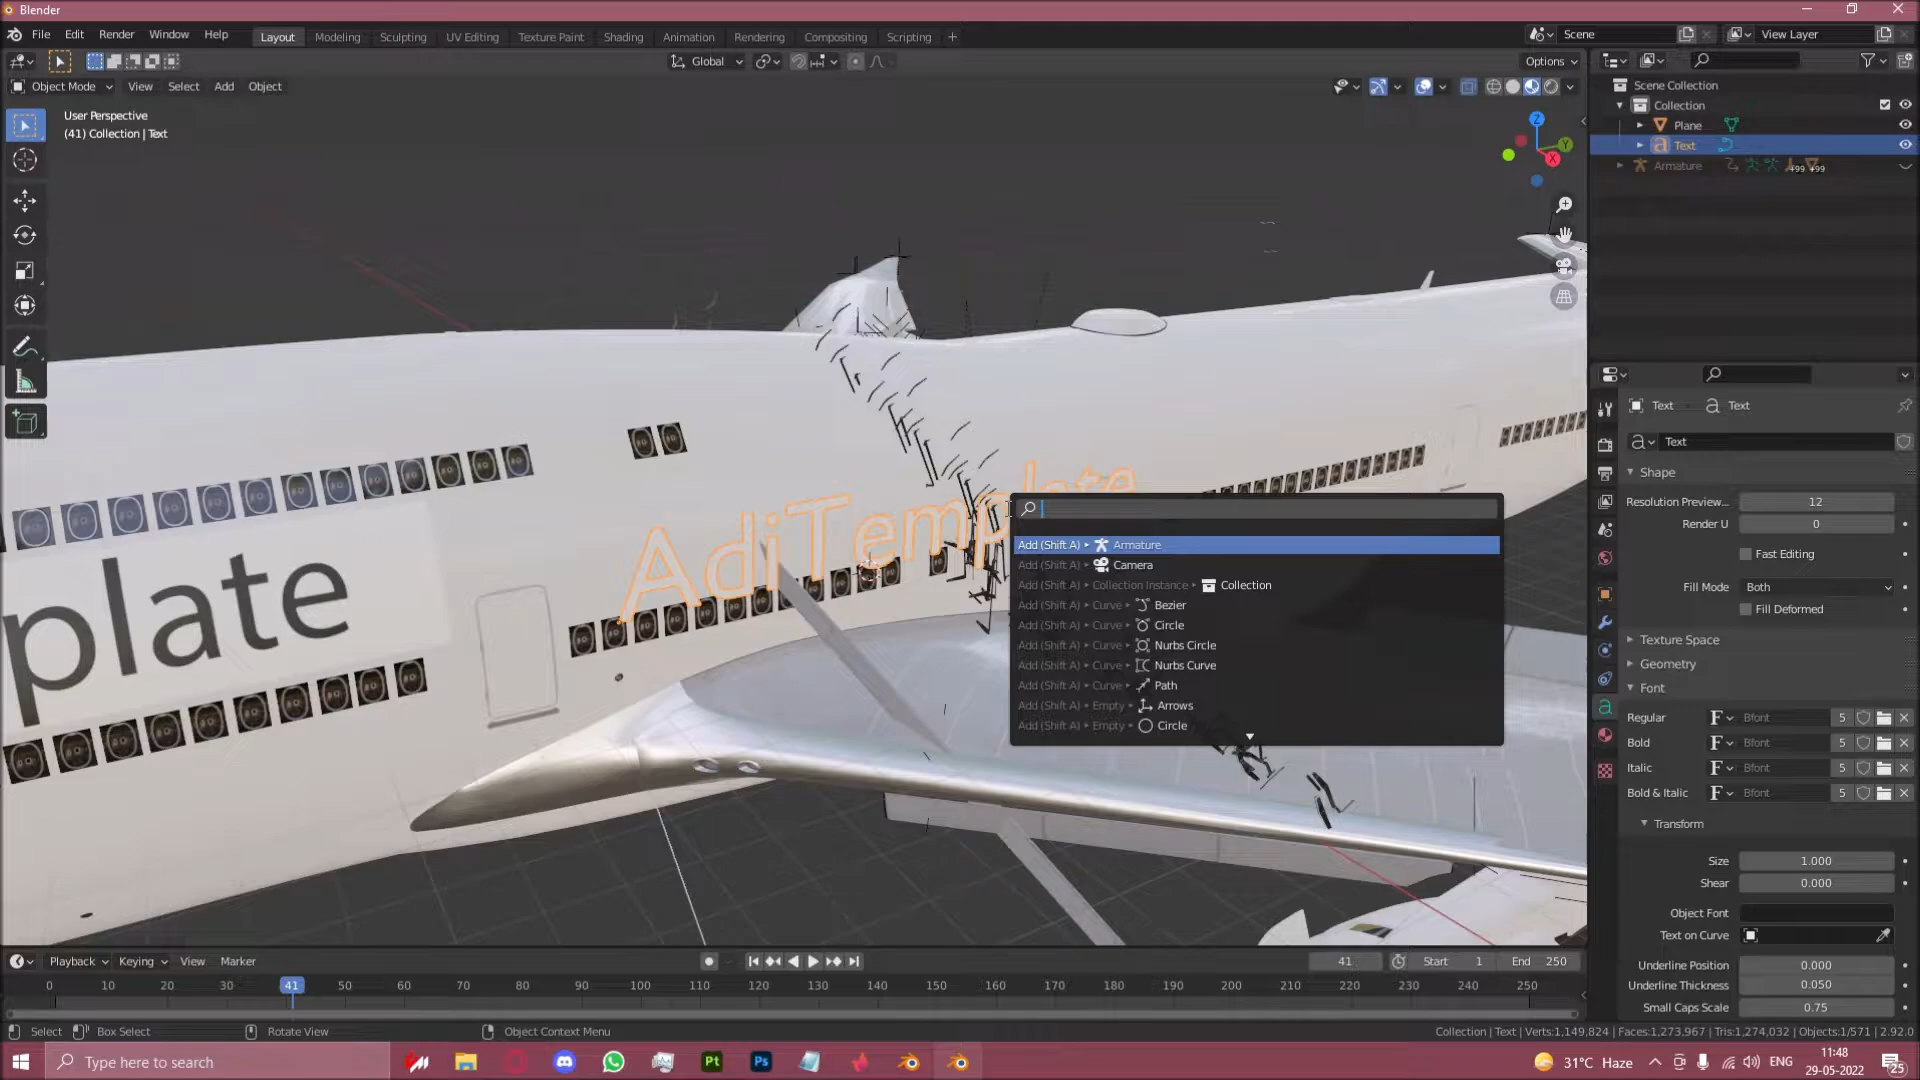 Blender
File Edit Render Window Help
Layout Modeling Sculpting UV Editing Texture Paint Shading Animation Rendering Compositing Scripting +
Scene
View Layer
Global
Options
Object Mode View Select Add Object
User Perspective
(41) Collection | Text
Z
Y
X
Scene Collection
Collection
Plane
Text
Armature
+99 +99
plate
AdiTemplate
Add (Shift A) ▸ Armature
Add (Shift A) ▸ Camera
Add (Shift A) ▸ Collection Instance ▸ Collection
Add (Shift A) ▸ Curve ▸ Bezier
Add (Shift A) ▸ Curve ▸ Circle
Add (Shift A) ▸ Curve ▸ Nurbs Circle
Add (Shift A) ▸ Curve ▸ Nurbs Curve
Add (Shift A) ▸ Curve ▸ Path
Add (Shift A) ▸ Empty ▸ Arrows
Add (Shift A) ▸ Empty ▸ Circle
Text Text
Text
Shape
Resolution Preview... 12
Render U 0
Fast Editing
Fill Mode Both
Fill Deformed
Texture Space
Geometry
Font
Regular Bfont 5
Bold Bfont 5
Italic Bfont 5
Bold & Italic Bfont 5
Transform
Size 1.000
Shear 0.000
Object Font
Text on Curve
Underline Position 0.000
Underline Thickness 0.050
Small Caps Scale 0.75
Playback Keying View Marker
41 Start 1 End 250
0 10 20 30 41 50 60 70 80 90 100 110 120 130 140 150 160 170 180 190 200 210 220 230 240 250
Select Box Select Rotate View Object Context Menu
Collection | Text | Verts:1,149,824 | Faces:1,273,967 | Tris:1,274,032 | Objects:1/571 | 2.92.0
Type here to search
Pt
Ps
31°C Haze
ENG
11:48
29-05-2022
25